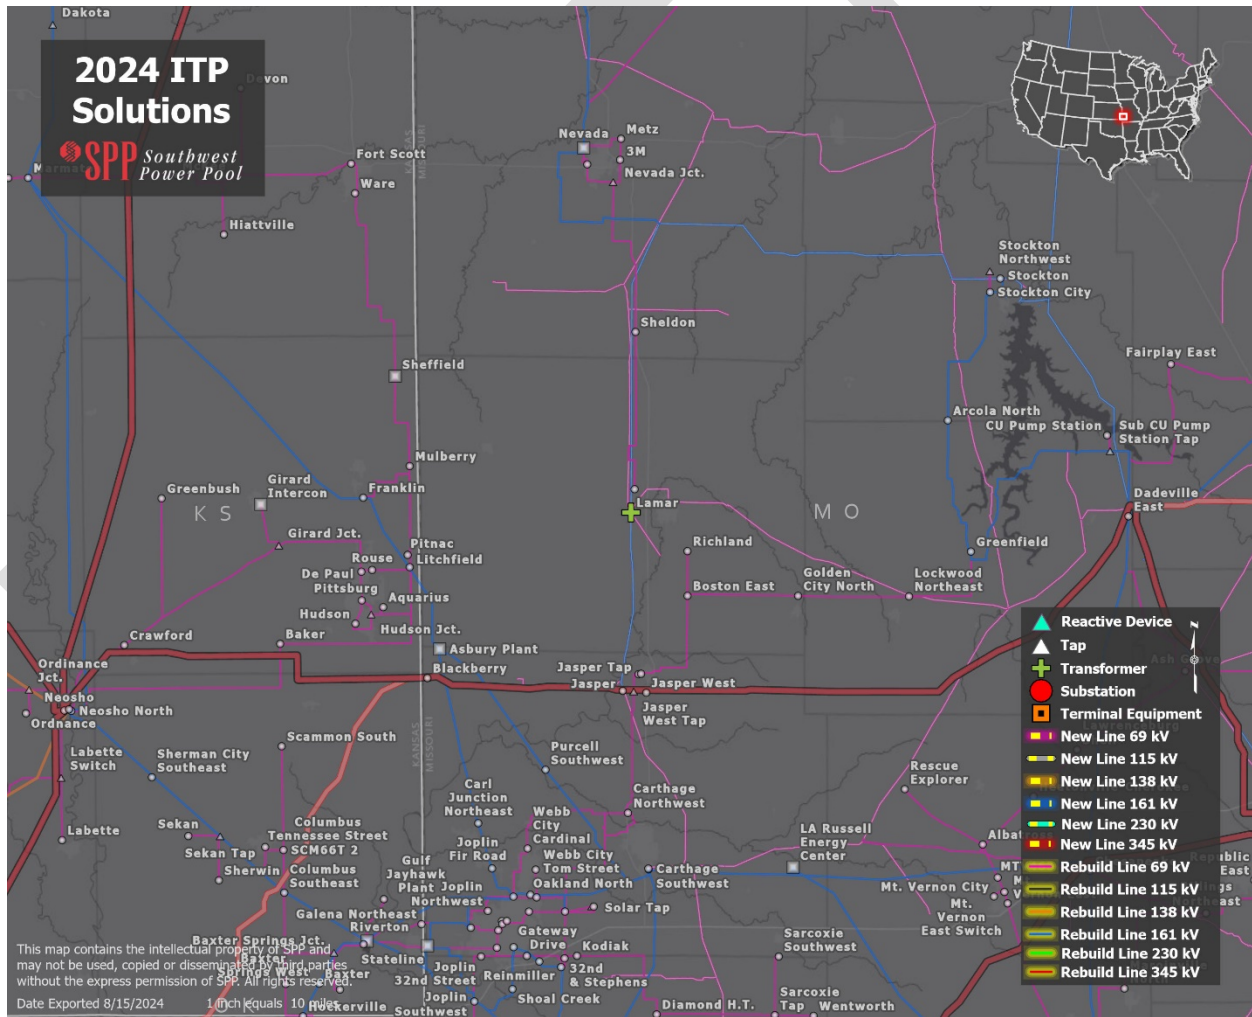 Dakota
2024 ITP
Solutions
SPP Southwest
Power Pool
Devon
Fort Scott
Ware
Hiattville
KANSAS
MISSOURI
Nevada
Metz
3M
Nevada Jct.
Stockton
Northwest
Stockton
Stockton City
Sheldon
Sheffield
Fairplay East
Arcola North
CU Pump Station
Sub CU Pump
Station Tap
Mulberry
Greenbush
Girard
Intercon
Franklin
K S
Lamar
M O
Dadeville
East
Girard Jct.
Pitnac
Litchfield
Rouse
De Paul
Pittsburg
Richland
Greenfield
Aquarius
Hudson
Hudson Jct.
Boston East
Golden
City North
Lockwood
Northeast
Crawford
Baker
Asbury Plant
Blackberry
Jasper Tap
Jasper
Jasper West
Jasper
West Tap
Ordinance
Jct.
Neosho
Neosho North
Ordnance
Labette
Switch
Sherman City
Southeast
Scammon South
KANSAS
MISSOURI
Purcell
Southwest
Rescue
Explorer
Carl
Junction
Northeast
Carthage
Northwest
Labette
Sekan
Sekan Tap
Sherwin
Columbus
Tennessee Street
SCM66T 2
Columbus
Southeast
Joplin
Fir Road
Webb
City
Cardinal
Webb City
Tom Street
Oakland North
LA Russell
Energy
Center
Carthage
Southwest
Albatross
Mt. Vernon City
Mt.
Vernon
East Switch
Gulf
Jayhawk
Plant
Joplin
Northwest
Solar Tap
Galena Northeast
Riverton
Gateway
Drive
Kodiak
Sarcoxie
Southwest
Baxter Springs Jct.
Stateline
Baxter
Springs West
Baxter
Joplin
32nd Street
Reinmiller
32nd
& Stephens
Shoal Creek
Hockerville
Joplin
Southwest
Diamond H.T.
Sarcoxie
Tap
Wentworth
Reactive Device
Tap
Transformer
Substation
Terminal Equipment
New Line 69 kV
New Line 115 kV
New Line 138 kV
New Line 161 kV
New Line 230 kV
New Line 345 kV
Rebuild Line 69 kV
Rebuild Line 115 kV
Rebuild Line 138 kV
Rebuild Line 161 kV
Rebuild Line 230 kV
Rebuild Line 345 kV
N
This map contains the intellectual property of SPP and
may not be used, copied or disseminated by third parties
without the express permission of SPP. All rights reserved.
Date Exported 8/15/2024
1 inch equals 10 miles